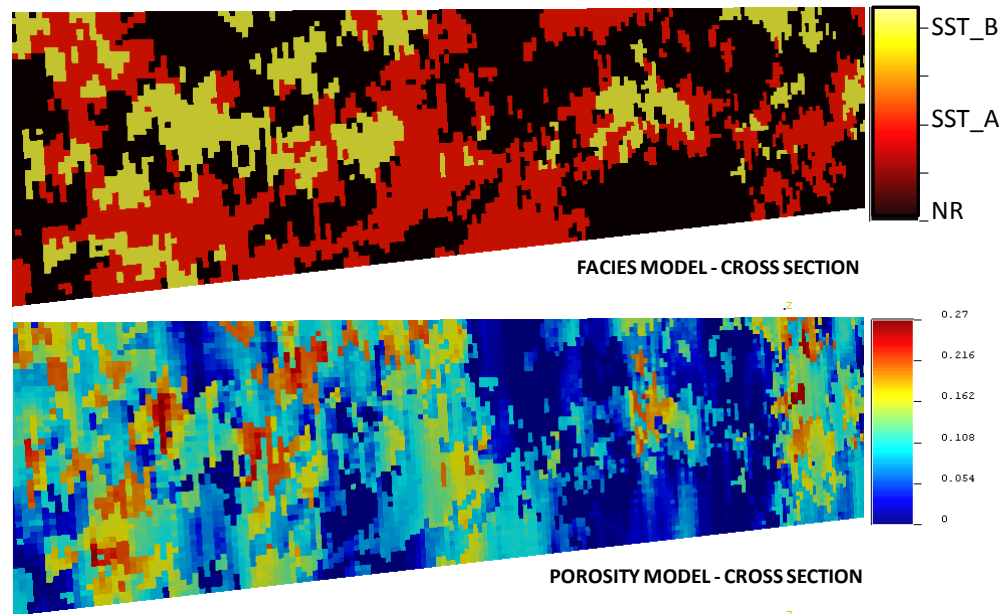 SST_B
SST_A
NR
FACIES MODEL - CROSS SECTION
Z
0.27
0.216
0.162
0.108
0.054
0
POROSITY MODEL - CROSS SECTION